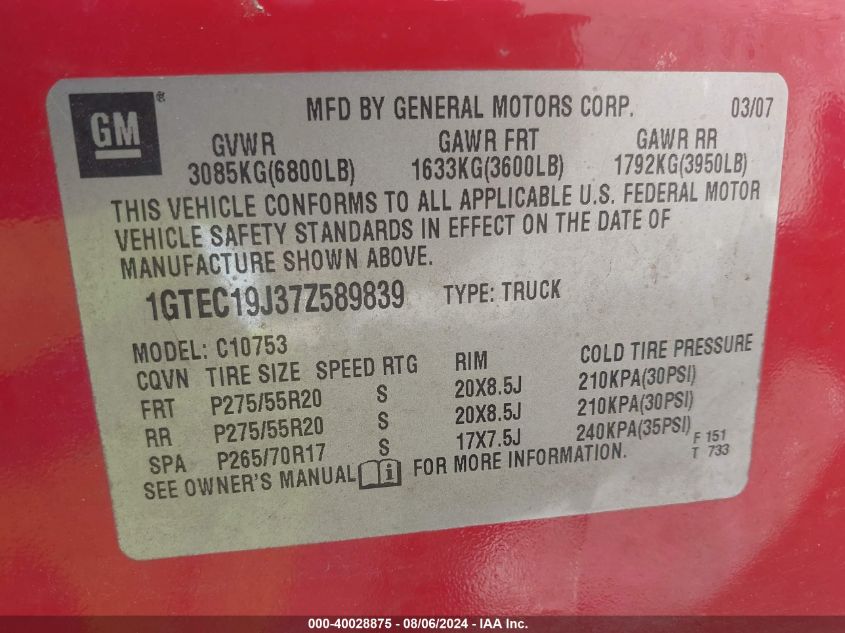 GM ® MFD BY GENERAL MOTORS CORP. 03/07
GVWR GAWR FRT GAWR RR
3085KG(6800LB) 1633KG(3600LB) 1792KG(3950LB)
THIS VEHICLE CONFORMS TO ALL APPLICABLE U.S. FEDERAL MOTOR
VEHICLE SAFETY STANDARDS IN EFFECT ON THE DATE OF
MANUFACTURE SHOWN ABOVE.
1GTEC19J37Z589839 TYPE: TRUCK
MODEL: C10753
CQVN TIRE SIZE SPEED RTG RIM COLD TIRE PRESSURE
FRT P275/55R20 S 20X8.5J 210KPA(30PSI)
RR P275/55R20 S 20X8.5J 210KPA(30PSI)
SPA P265/70R17 S 17X7.5J 240KPA(35PSI) F 151
SEE OWNER'S MANUAL i FOR MORE INFORMATION. T 733
000-40028875 - 08/06/2024 - IAA Inc.